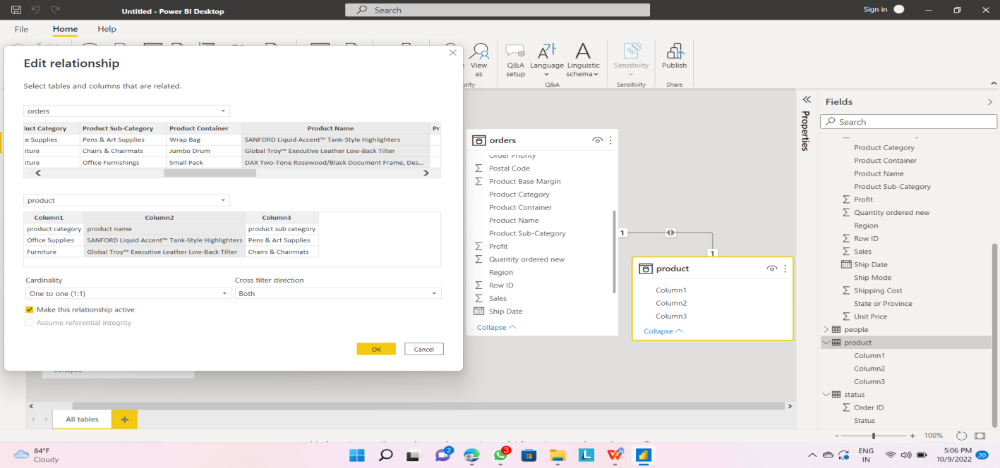 Untitled - Power BI Desktop
Search
Sign in
File
Home
Help
View as
Q&A setup
Language
Linguistic schema
Sensitivity
Publish
urity
Q&A
Sensitivity
Share
Edit relationship
Select tables and columns that are related.
orders
luct Category Product Sub-Category Product Container Product Name Pr
e Supplies Pens & Art Supplies Wrap Bag SANFORD Liquid Accent™ Tank-Style Highlighters
iture Chairs & Chairmats Jumbo Drum Global Troy™ Executive Leather Low-Back Tilter
iture Office Furnishings Small Pack DAX Two-Tone Rosewood/Black Document Frame, Des...
product
Column1 Column2 Column3
product category product name product sub category
Office Supplies SANFORD Liquid Accent™ Tank-Style Highlighters Pens & Art Supplies
Furniture Global Troy™ Executive Leather Low-Back Tilter Chairs & Chairmats
Cardinality
Cross filter direction
One to one (1:1)
Both
Make this relationship active
Assume referential integrity
OK
Cancel
Collapse
orders
Order Priority
Postal Code
Product Base Margin
Product Category
Product Container
Product Name
Product Sub-Category
Profit
Quantity ordered new
Region
Row ID
Sales
Ship Date
Collapse
1
1
product
Column1
Column2
Column3
Collapse
Properties
Fields
Search
Product Category
Product Container
Product Name
Product Sub-Category
Profit
Quantity ordered new
Region
Row ID
Sales
Ship Date
Ship Mode
Shipping Cost
State or Province
Unit Price
people
product
Column1
Column2
Column3
status
Order ID
Status
All tables
+
- + 100%
84°F
Cloudy
2
3
ENG
IN
5:06 PM
10/9/2022
20